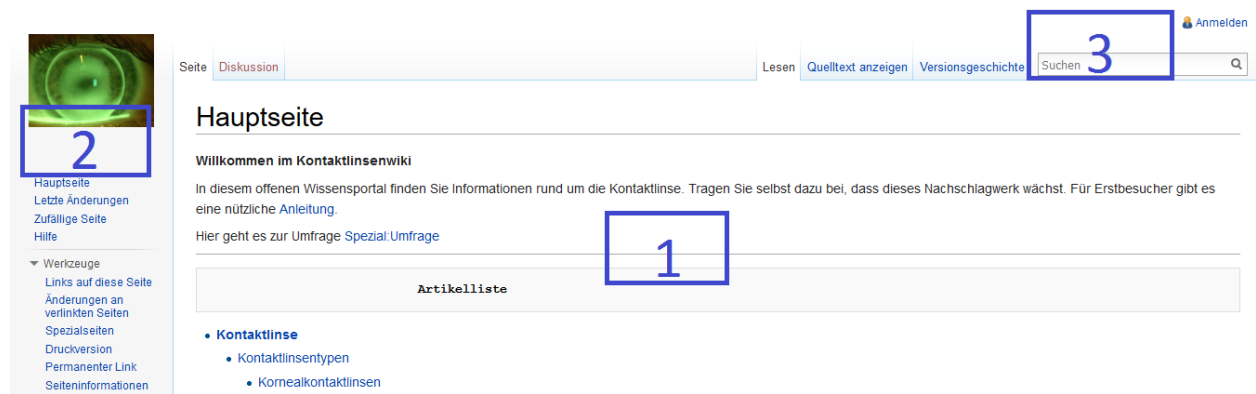 Anmelden
3
Seite Diskussion Lesen Quelltext anzeigen Versionsgeschichte Suchen
Hauptseite
2
Willkommen im Kontaktlinsenwiki
In diesem offenen Wissensportal finden Sie Informationen rund um die Kontaktlinse. Tragen Sie selbst dazu bei, dass dieses Nachschlagwerk wächst. Für Erstbesucher gibt es
eine nützliche Anleitung.
Hier geht es zur Umfrage Spezial:Umfrage
1
Artikelliste
• Kontaktlinse
• Kontaktlinsentypen
• Kornealkontaktlinsen
Hauptseite
Letzte Änderungen
Zufällige Seite
Hilfe
Werkzeuge
Links auf diese Seite
Änderungen an
verlinkten Seiten
Spezialseiten
Druckversion
Permanenter Link
Seiteninformationen